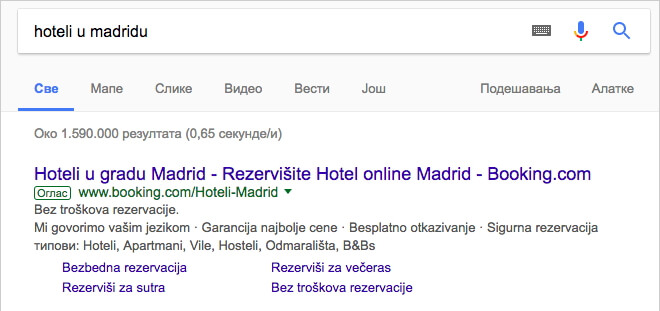 hoteli u madridu
Све Мапе Слике Видео Вести Још Подешавања Алатке
Око 1.590.000 резултата (0,65 секунде/и)
Hoteli u gradu Madrid - Rezervišite Hotel online Madrid - Booking.com
Оглас www.booking.com/Hoteli-Madrid
Bez troškova rezervacije.
Mi govorimo vašim jezikom · Garancija najbolje cene · Besplatno otkazivanje · Sigurna rezervacija
типови: Hoteli, Apartmani, Vile, Hosteli, Odmarališta, B&Bs
Bezbedna rezervacija Rezerviši za večeras
Rezerviši za sutra Bez troškova rezervacije